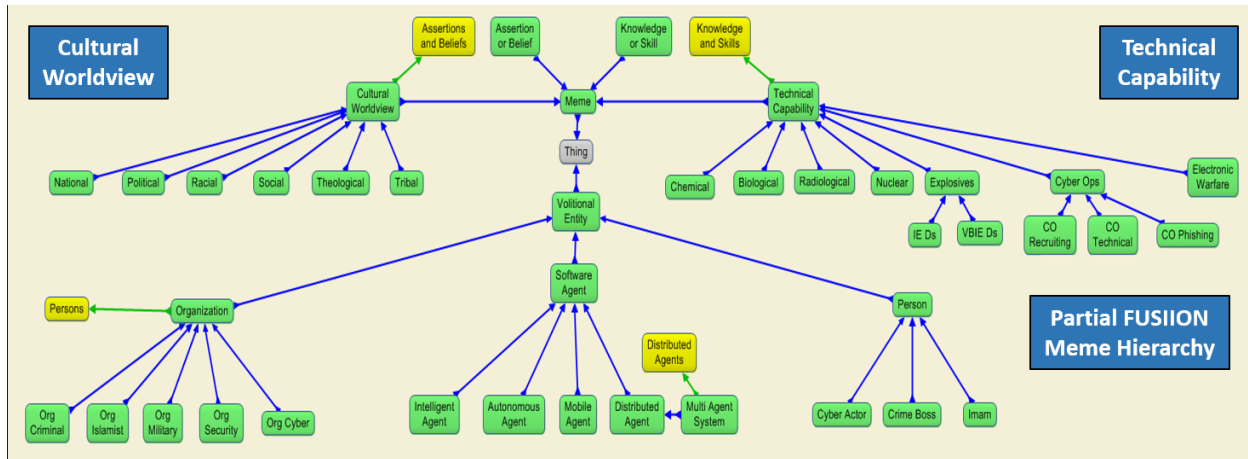 Cultural
Worldview
Assertions
and Beliefs
Assertion
or Belief
Knowledge
or Skill
Knowledge
and Skills
Technical
Capability
Cultural
Worldview
Meme
Technical
Capability
Thing
National
Political
Racial
Social
Theological
Tribal
Chemical
Biological
Radiological
Nuclear
Explosives
Cyber Ops
Electronic
Warfare
Volitional
Entity
IE Ds
VBIE Ds
CO
Recruiting
CO
Technical
CO Phishing
Software
Agent
Persons
Organization
Person
Partial FUSIION
Meme Hierarchy
Distributed
Agents
Org
Criminal
Org
Islamist
Org
Military
Org
Security
Org Cyber
Intelligent
Agent
Autonomous
Agent
Mobile
Agent
Distributed
Agent
Multi Agent
System
Cyber Actor
Crime Boss
Imam